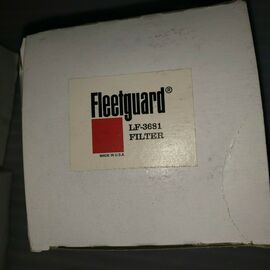 Fleetguard®
LF-3681
FILTER
MADE IN U.S.A